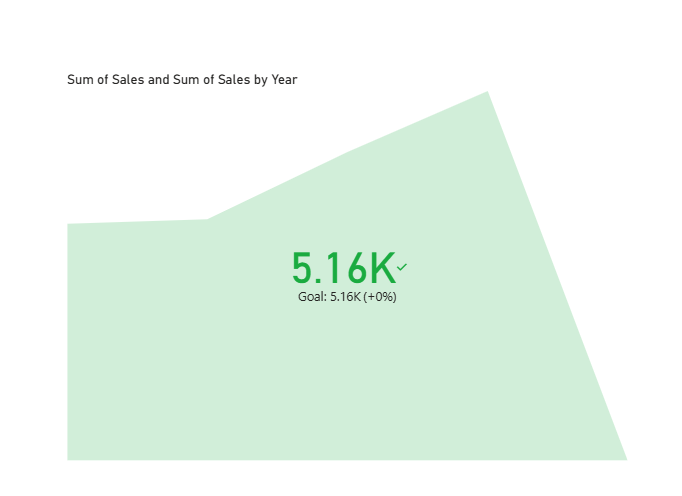 Sum of Sales and Sum of Sales by Year
5.16K✓
Goal: 5.16K (+0%)